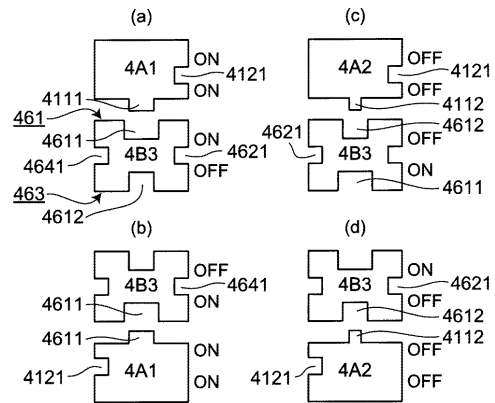 (a)
(c)
4A1
ON
4121
ON
4111
461
4611
4641
4B3
ON
4621
OFF
463
4612
4A2
OFF
4121
OFF
4112
4612
4621
4B3
OFF
ON
4611
(b)
(d)
4B3
OFF
4641
ON
4611
4611
4121
4A1
ON
ON
4B3
ON
4621
OFF
4612
4112
4121
4A2
OFF
OFF